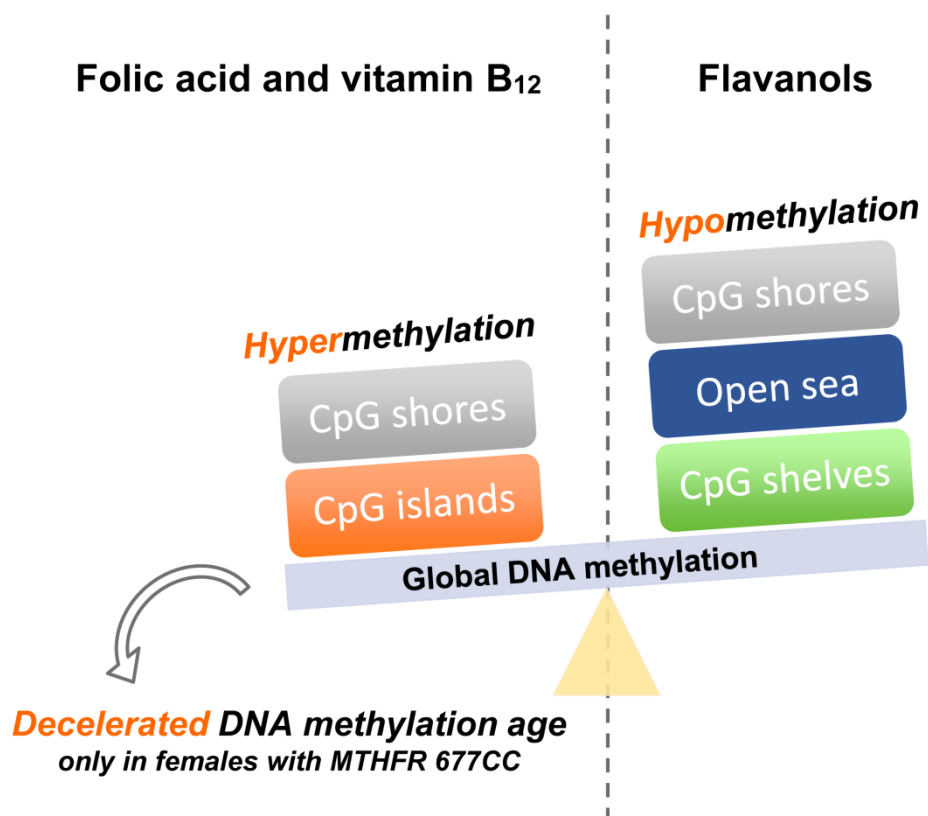 Folic acid and vitamin B₁₂
Flavanols
Hypermethylation
CpG shores
CpG islands
Hypomethylation
CpG shores
Open sea
CpG shelves
Global DNA methylation
Decelerated DNA methylation age
only in females with MTHFR 677CC